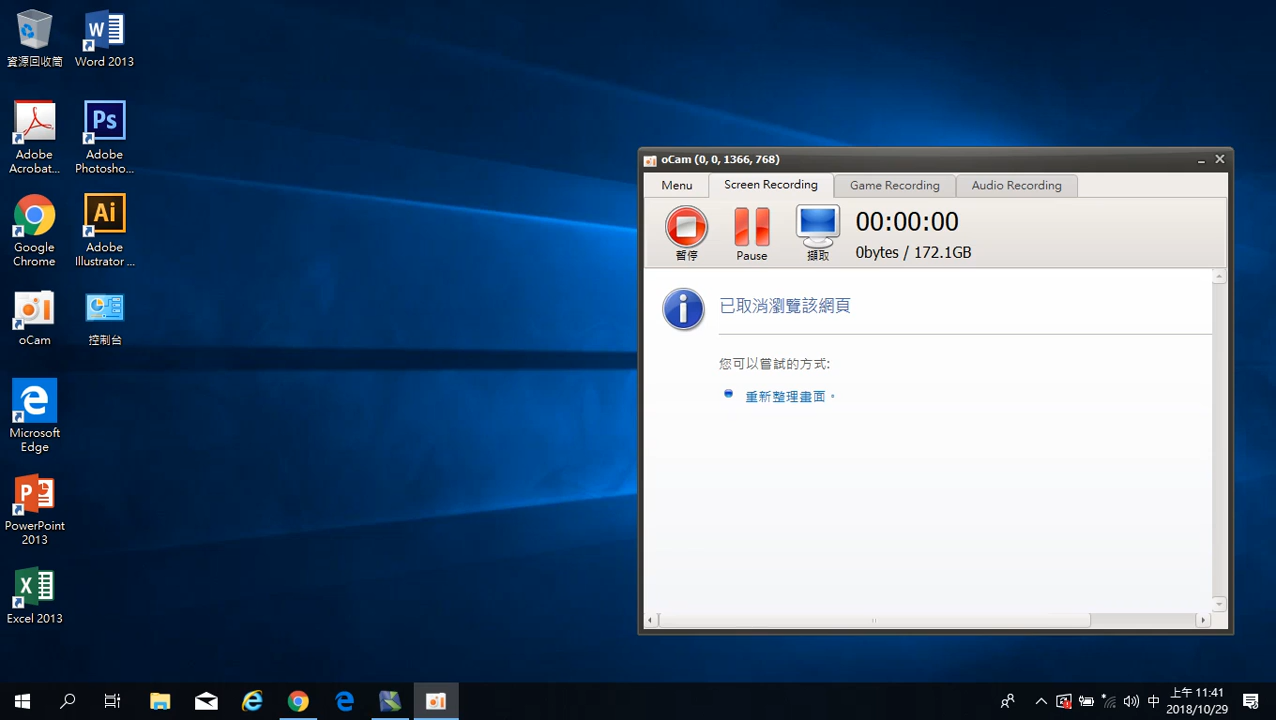 資源回收筒
Word 2013
Adobe
Acrobat...
Adobe
Photosho...
Google
Chrome
Adobe
Illustrator ...
oCam
控制台
Microsoft
Edge
PowerPoint
2013
Excel 2013
oCam (0, 0, 1366, 768)
Menu
Screen Recording
Game Recording
Audio Recording
暫停
Pause
擷取
00:00:00
0bytes / 172.1GB
已取消瀏覽該網頁
您可以嘗試的方式:
重新整理畫面。
中
上午 11:41
2018/10/29